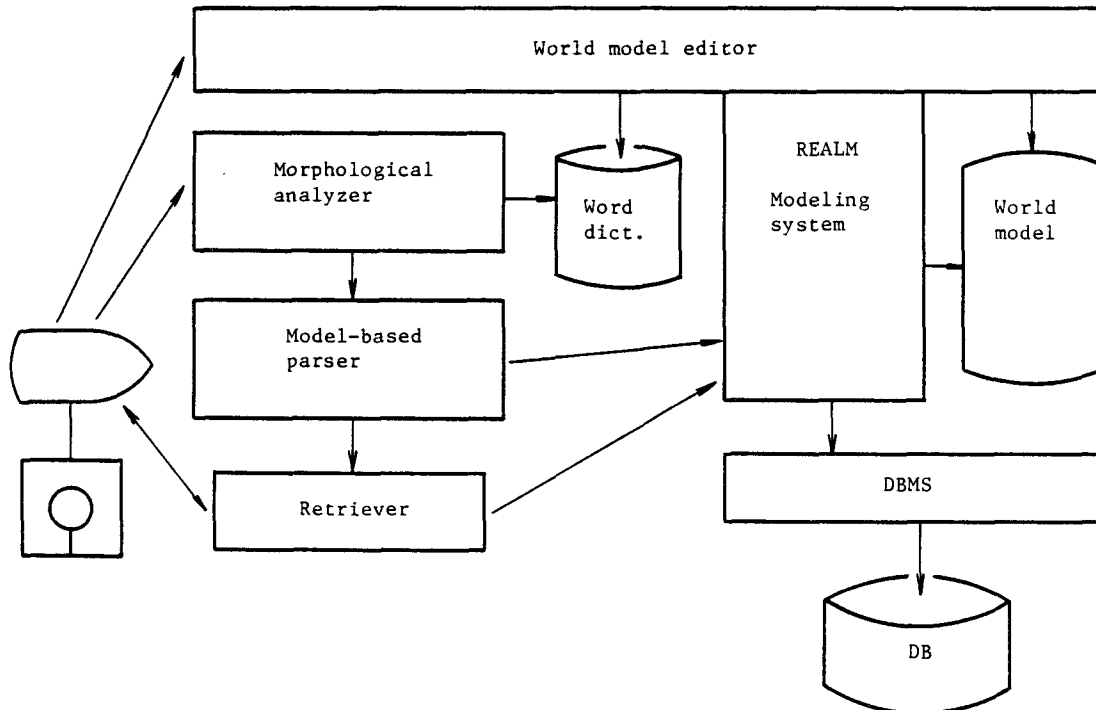 World model editor
Morphological
analyzer
Word
dict.
REALM
Modeling
system
World
model
Model-based
parser
Retriever
DBMS
DB